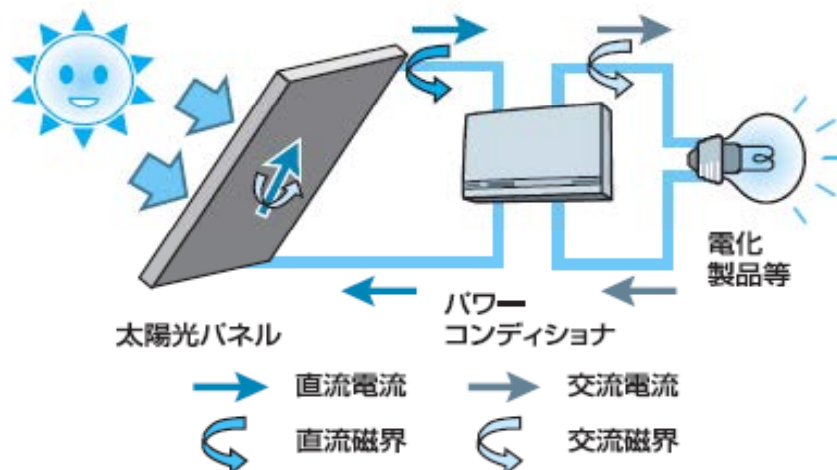 電化
製品等
太陽光パネル
パワー
コンディショナ
直流電流
交流電流
直流磁界
交流磁界